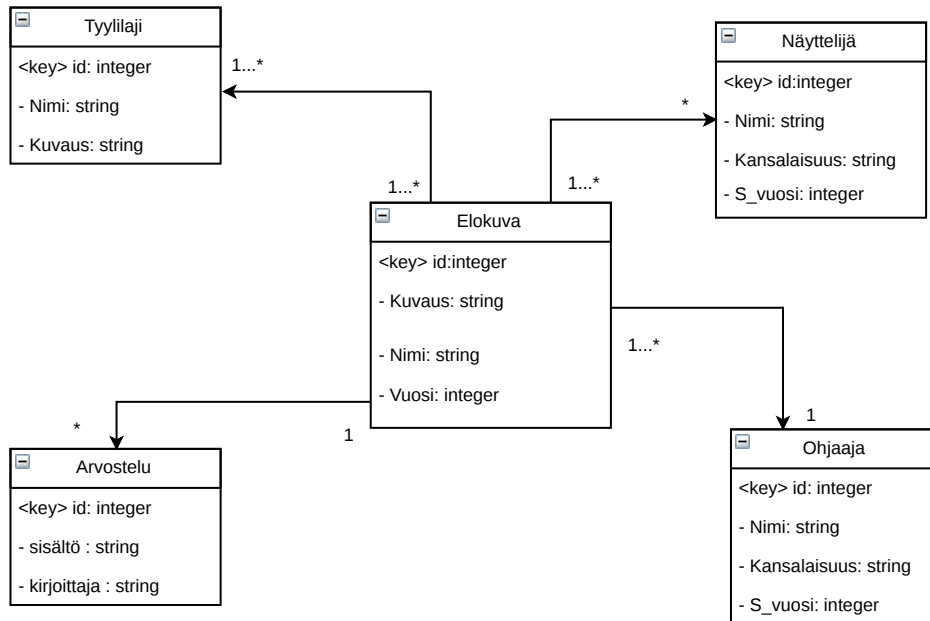 Tyylilaji
<key> id: integer
- Nimi: string
- Kuvaus: string
1...*
1...*
Näyttelijä
<key> id:integer
- Nimi: string
- Kansalaisuus: string
- S_vuosi: integer
*
1...*
Elokuva
<key> id:integer
- Kuvaus: string
- Nimi: string
- Vuosi: integer
1...*
1
*
1
Arvostelu
<key> id: integer
- sisältö : string
- kirjoittaja : string
Ohjaaja
<key> id: integer
- Nimi: string
- Kansalaisuus: string
- S_vuosi: integer